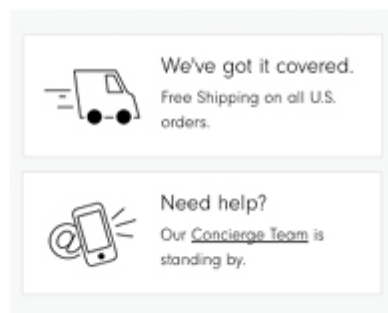 We've got it covered.
Free Shipping on all U.S.
orders.
Need help?
Our Concierge Team is
standing by.